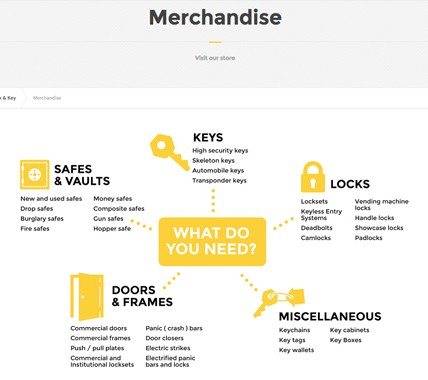 Merchandise
Visit our store
& Key
Merchandise
KEYS
High security keys
Skeleton keys
Automobile keys
Transponder keys
SAFES
& VAULTS
New and used safes
Drop safes
Burglary safes
Fire safes
Money safes
Composite safes
Gun safes
Hopper safe
LOCKS
Locksets
Keyless Entry
Systems
Deadbolts
Camlocks
Vending machine
locks
Handle locks
Showcase locks
Padlocks
WHAT DO
YOU NEED?
DOORS
& FRAMES
Commercial doors
Commercial frames
Push / pull plates
Commercial and
Institutional locksets
Panic ( crash ) bars
Door closers
Electric strikes
Electrified panic
bars and locks
MISCELLANEOUS
Keychains
Key tags
Key wallets
Key cabinets
Key Boxes